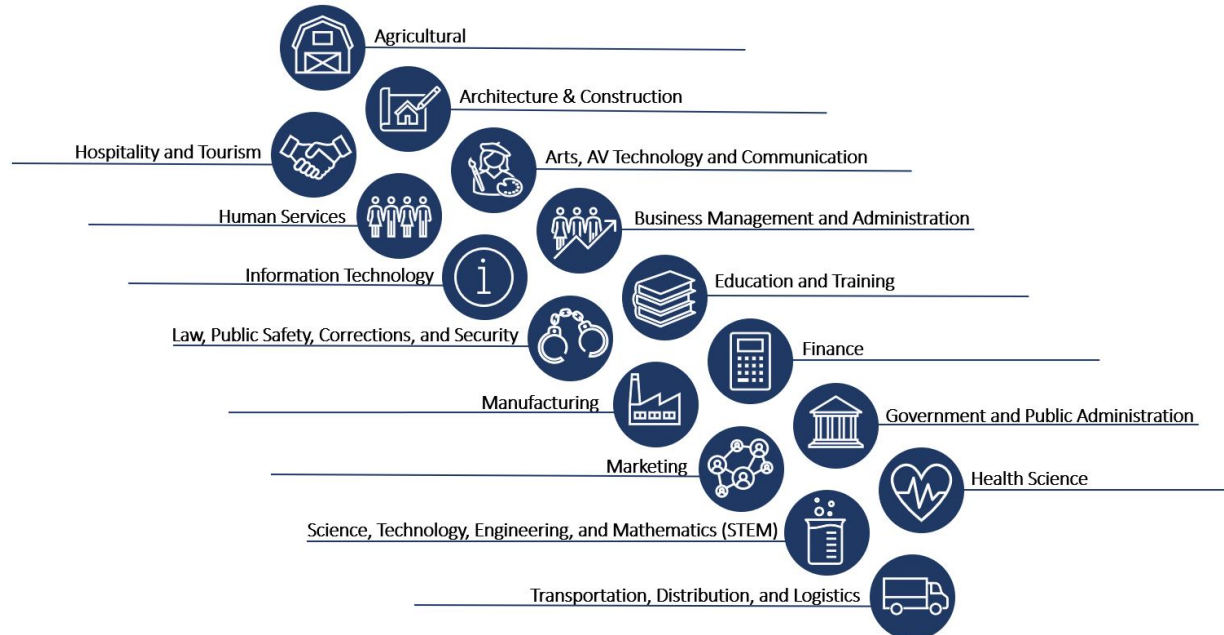 Agricultural
Architecture & Construction
Hospitality and Tourism
Arts, AV Technology and Communication
Human Services
Business Management and Administration
Information Technology
Education and Training
Law, Public Safety, Corrections, and Security
Finance
Manufacturing
Government and Public Administration
Marketing
Health Science
Science, Technology, Engineering, and Mathematics (STEM)
Transportation, Distribution, and Logistics